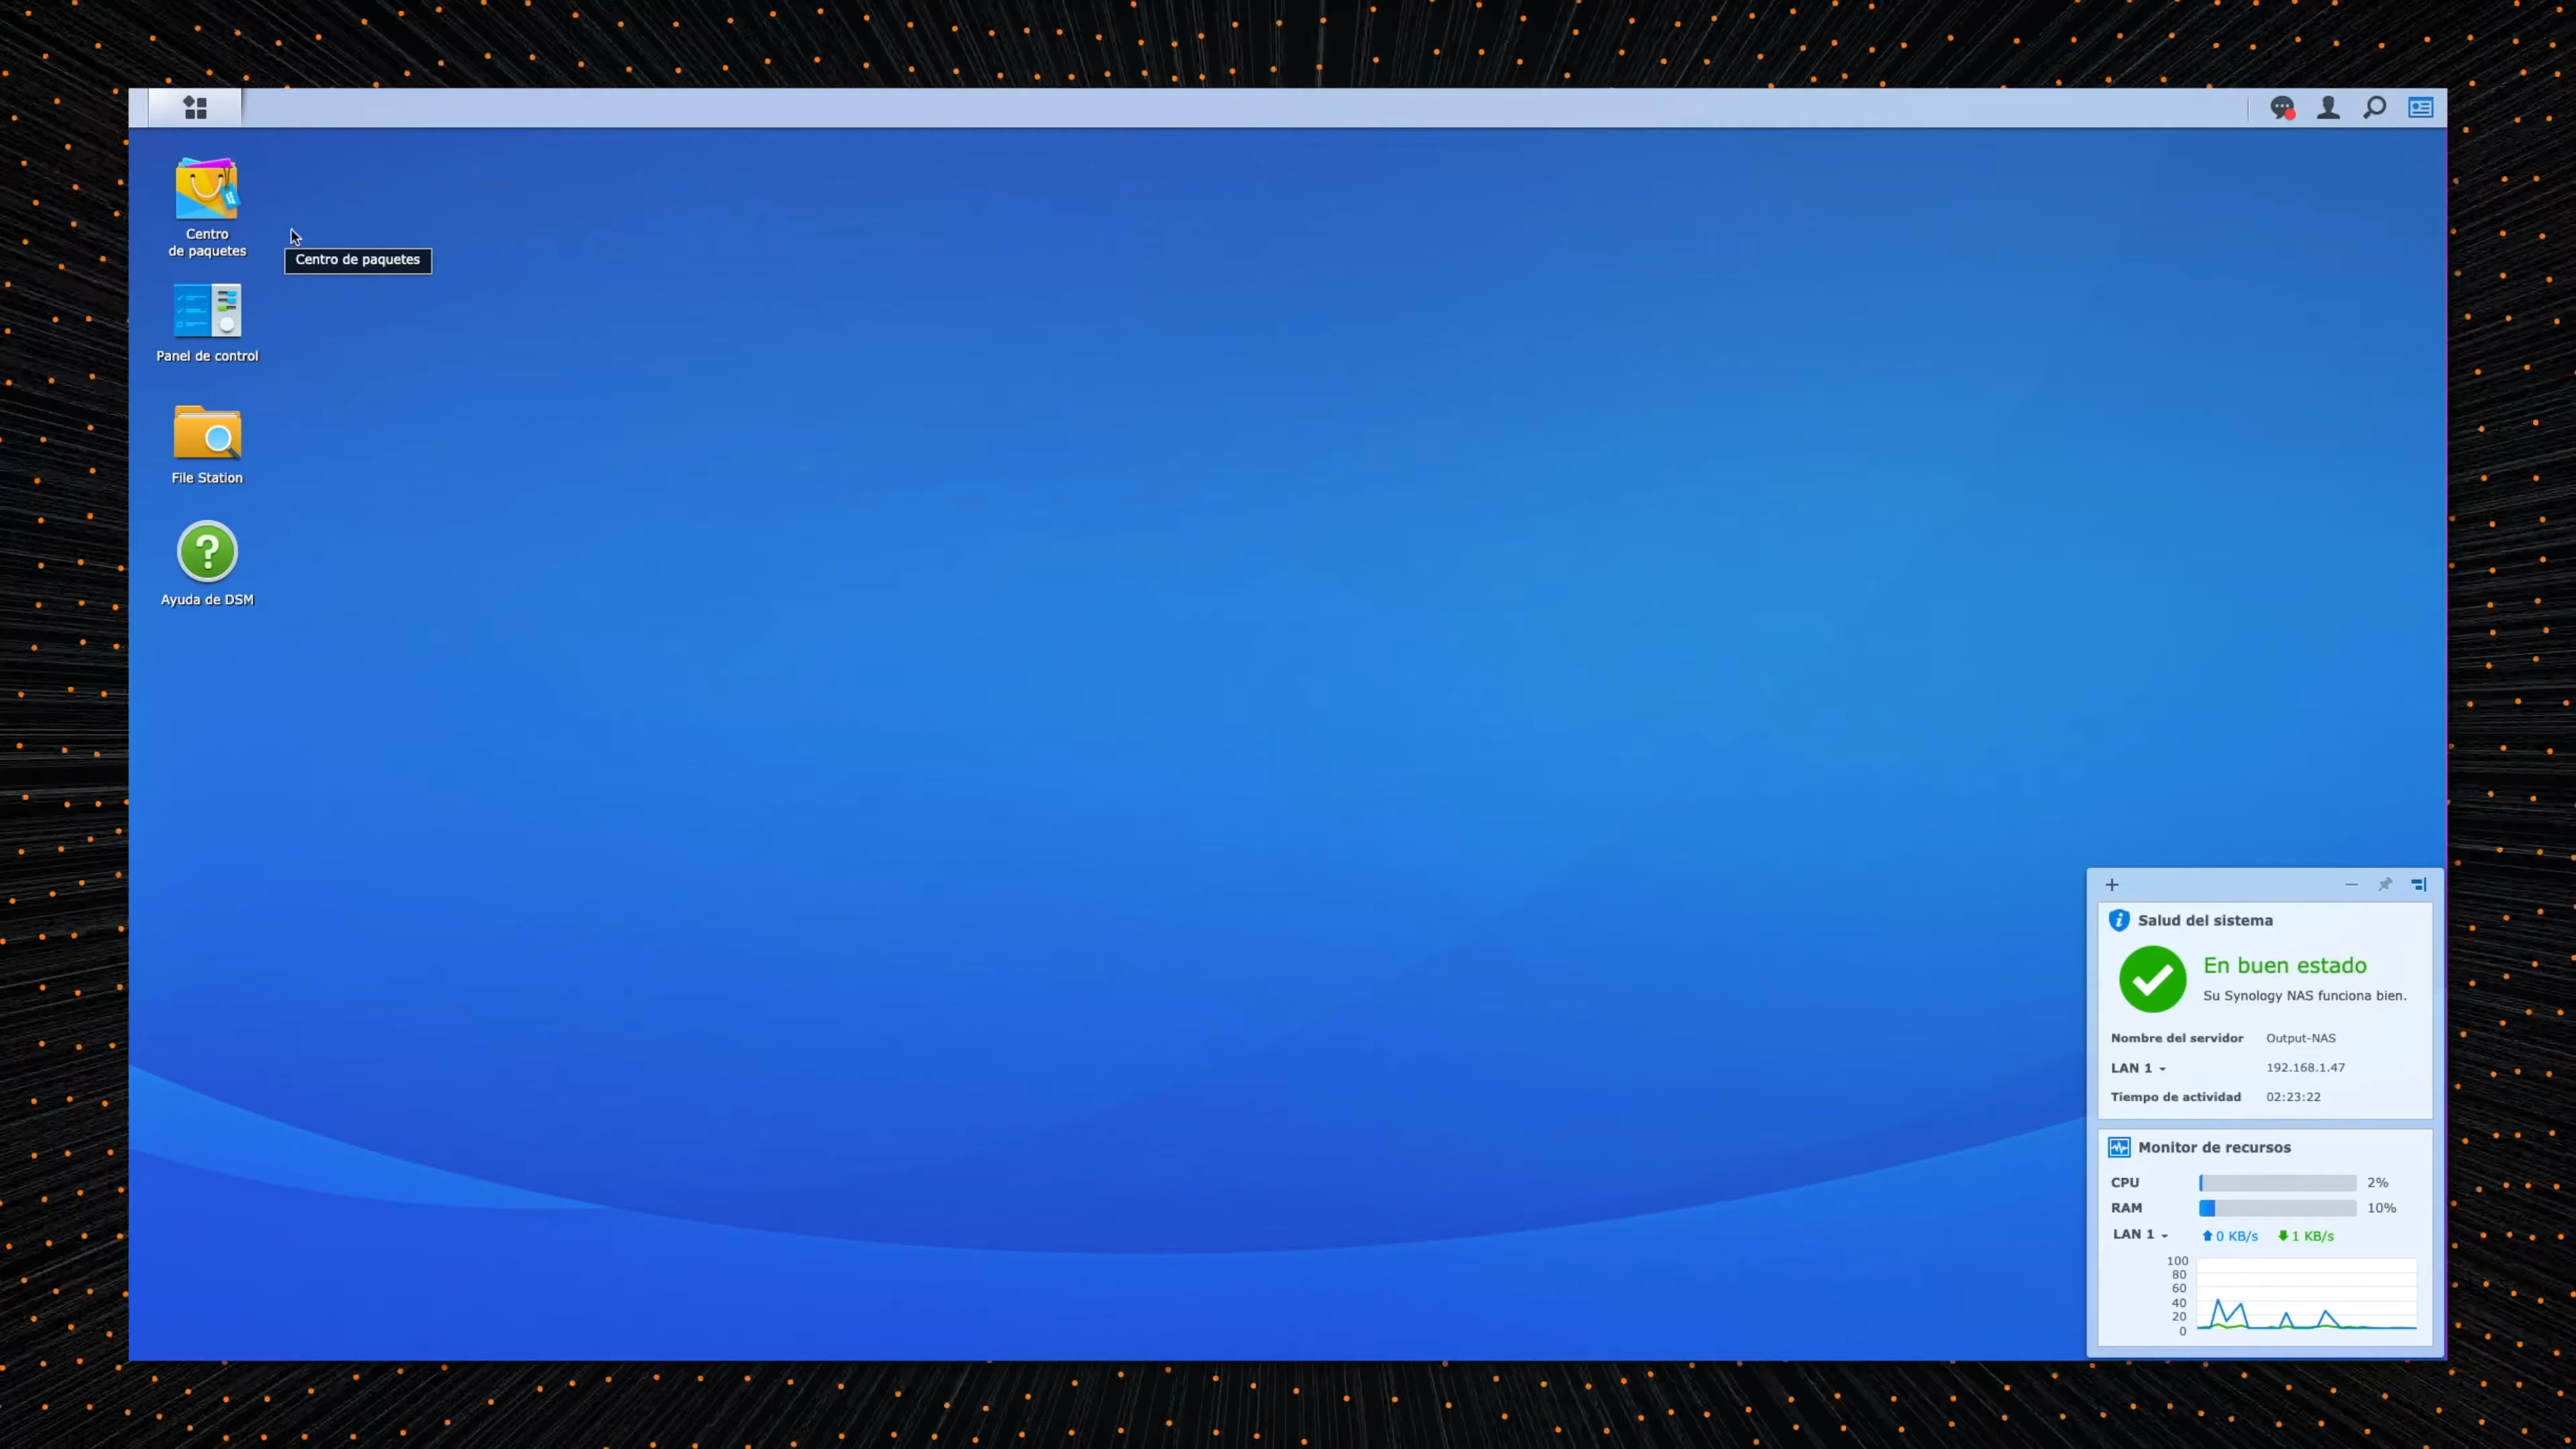 Centro
de paquetes
Centro de paquetes
Panel de control
File Station
Ayuda de DSM
Salud del sistema
En buen estado
Su Synology NAS funciona bien.
Nombre del servidor Output-NAS
LAN 1 192.168.1.47
Tiempo de actividad 02:23:22
Monitor de recursos
CPU 2%
RAM 10%
LAN 1 0 KB/s 1 KB/s
100
80
60
40
20
0